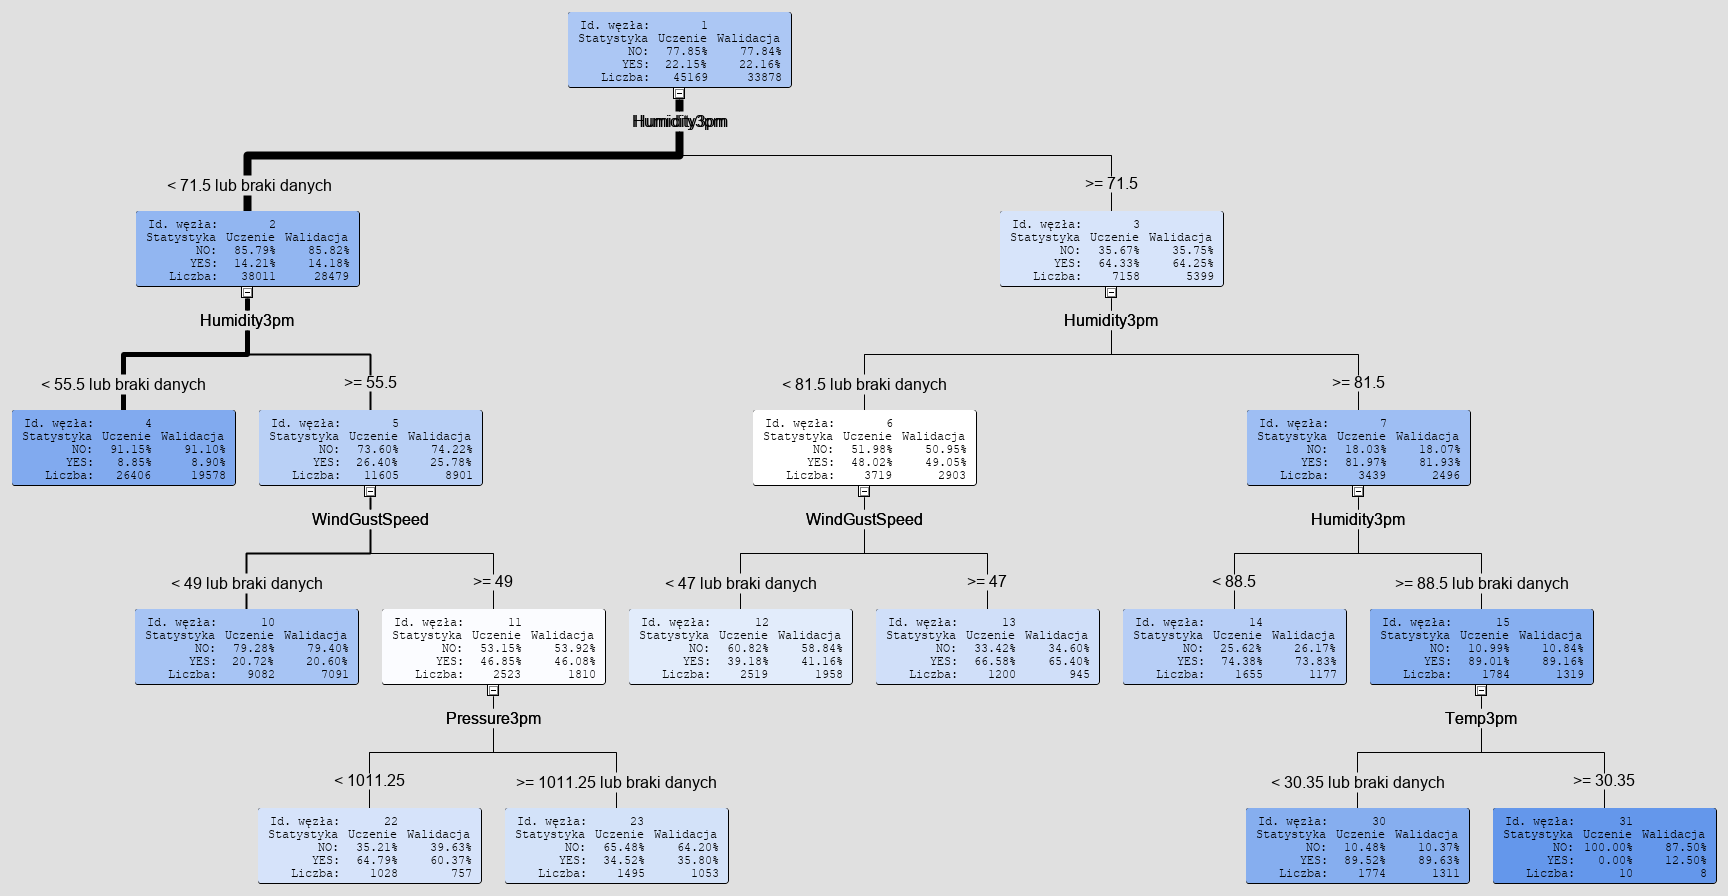 Id. węzła: 1
Statystyka Uczenie Walidacja
NO: 77.85% 77.84%
YES: 22.15% 22.16%
Liczba: 45169 33878
Humidity3pm
< 71.5 lub braki danych
>= 71.5
Id. węzła: 2
Statystyka Uczenie Walidacja
NO: 85.79% 85.82%
YES: 14.21% 14.18%
Liczba: 38011 28479
Id. węzła: 3
Statystyka Uczenie Walidacja
NO: 35.67% 35.75%
YES: 64.33% 64.25%
Liczba: 7158 5399
Humidity3pm
Humidity3pm
< 55.5 lub braki danych
>= 55.5
< 81.5 lub braki danych
>= 81.5
Id. węzła: 4
Statystyka Uczenie Walidacja
NO: 91.15% 91.10%
YES: 8.85% 8.90%
Liczba: 26406 19578
Id. węzła: 5
Statystyka Uczenie Walidacja
NO: 73.60% 74.22%
YES: 26.40% 25.78%
Liczba: 11605 8901
Id. węzła: 6
Statystyka Uczenie Walidacja
NO: 51.98% 50.95%
YES: 48.02% 49.05%
Liczba: 3719 2903
Id. węzła: 7
Statystyka Uczenie Walidacja
NO: 18.03% 18.07%
YES: 81.97% 81.93%
Liczba: 3439 2496
WindGustSpeed
WindGustSpeed
Humidity3pm
< 49 lub braki danych
>= 49
< 47 lub braki danych
>= 47
< 88.5
>= 88.5 lub braki danych
Id. węzła: 10
Statystyka Uczenie Walidacja
NO: 79.28% 79.40%
YES: 20.72% 20.60%
Liczba: 9082 7091
Id. węzła: 11
Statystyka Uczenie Walidacja
NO: 53.15% 53.92%
YES: 46.85% 46.08%
Liczba: 2523 1810
Id. węzła: 12
Statystyka Uczenie Walidacja
NO: 60.82% 58.84%
YES: 39.18% 41.16%
Liczba: 2519 1958
Id. węzła: 13
Statystyka Uczenie Walidacja
NO: 33.42% 34.60%
YES: 66.58% 65.40%
Liczba: 1200 945
Id. węzła: 14
Statystyka Uczenie Walidacja
NO: 25.62% 26.17%
YES: 74.38% 73.83%
Liczba: 1655 1177
Id. węzła: 15
Statystyka Uczenie Walidacja
NO: 10.99% 10.84%
YES: 89.01% 89.16%
Liczba: 1784 1319
Pressure3pm
Temp3pm
< 1011.25
>= 1011.25 lub braki danych
< 30.35 lub braki danych
>= 30.35
Id. węzła: 22
Statystyka Uczenie Walidacja
NO: 35.21% 39.63%
YES: 64.79% 60.37%
Liczba: 1028 757
Id. węzła: 23
Statystyka Uczenie Walidacja
NO: 65.48% 64.20%
YES: 34.52% 35.80%
Liczba: 1495 1053
Id. węzła: 30
Statystyka Uczenie Walidacja
NO: 10.48% 10.37%
YES: 89.52% 89.63%
Liczba: 1774 1311
Id. węzła: 31
Statystyka Uczenie Walidacja
NO: 100.00% 87.50%
YES: 0.00% 12.50%
Liczba: 10 8